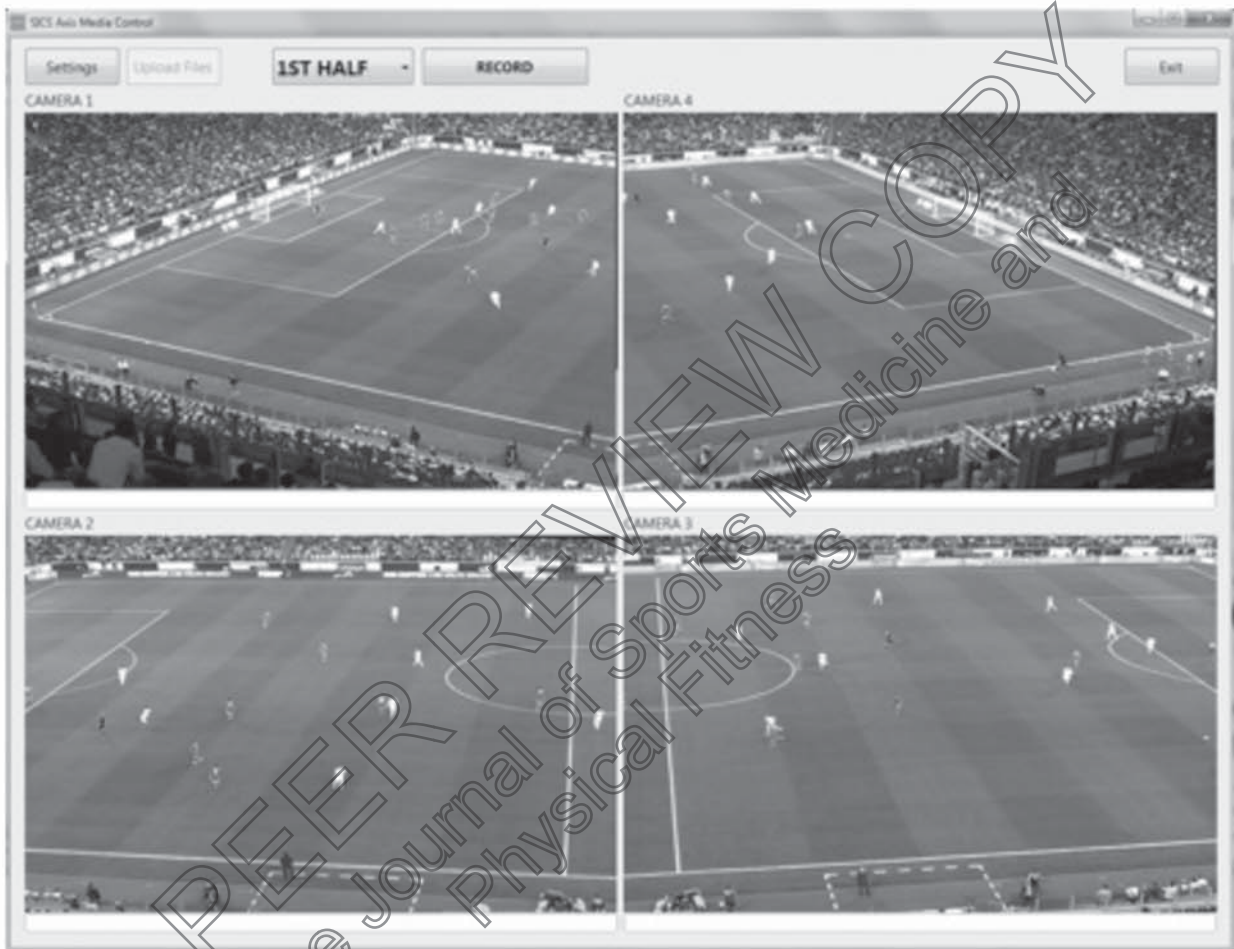 SICS Axis Media Control
Settings
Upload Files
1ST HALF
RECORD
Exit
CAMERA 1
CAMERA 4
CAMERA 2
CAMERA 3
PEER REVIEW COPY
Journal of Sports Medicine and
Physical Fitness